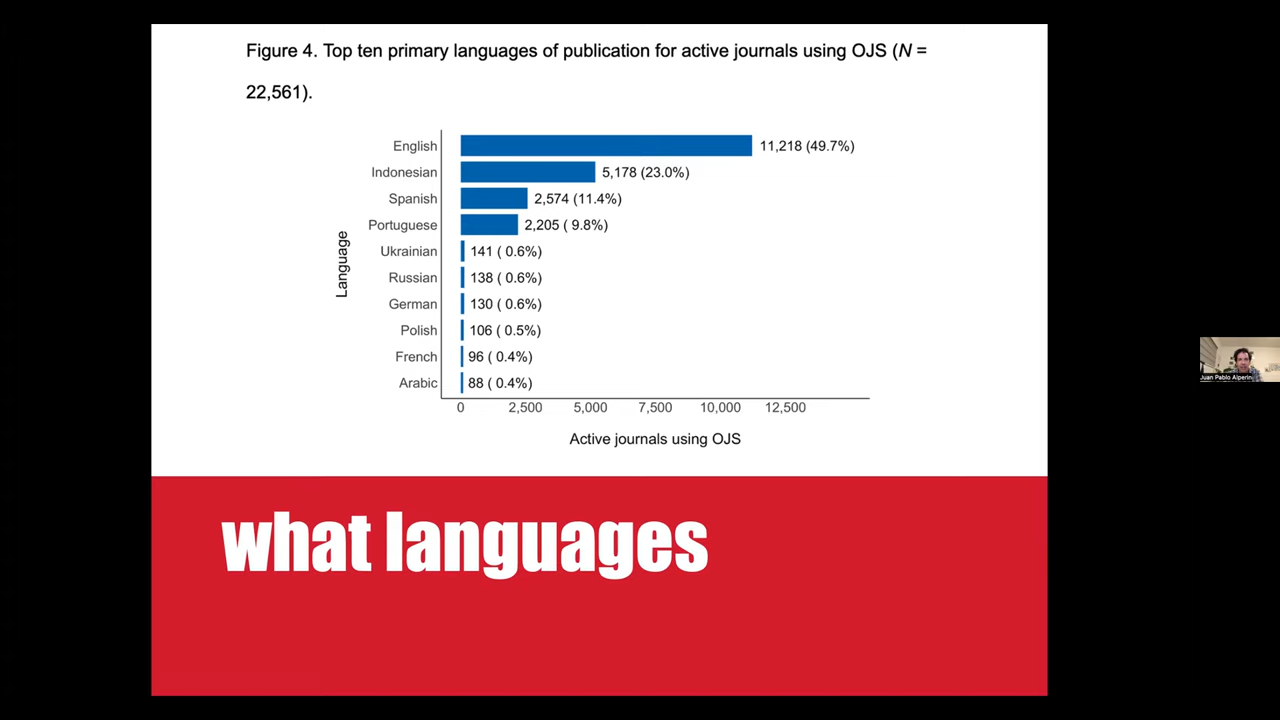 Figure 4. Top ten primary languages of publication for active journals using OJS (N =
22,561).
Language
English 11,218 (49.7%)
Indonesian 5,178 (23.0%)
Spanish 2,574 (11.4%)
Portuguese 2,205 ( 9.8%)
Ukrainian 141 ( 0.6%)
Russian 138 ( 0.6%)
German 130 ( 0.6%)
Polish 106 ( 0.5%)
French 96 ( 0.4%)
Arabic 88 ( 0.4%)
0 2,500 5,000 7,500 10,000 12,500
Active journals using OJS
what languages
Juan Pablo Alperin